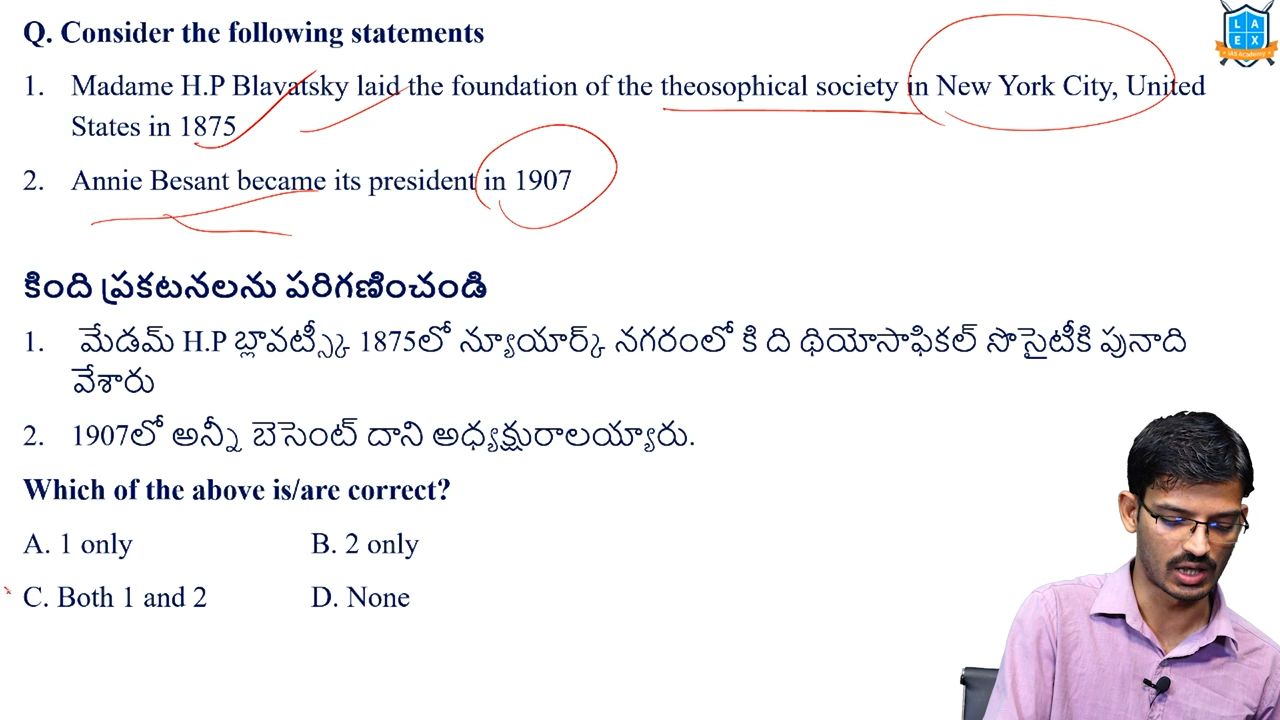 Q. Consider the following statements
1. Madame H.P Blavatsky laid the foundation of the theosophical society in New York City, United
States in 1875
2. Annie Besant became its president in 1907
కింది ప్రకటనలను పరిగణించండి
1. మేడమ్ H.P బ్లావట్స్కీ 1875లో న్యూయార్క్ నగరంలో కి ది థియోసాఫికల్ సొసైటీకి పునాది
వేశారు
2. 1907లో అన్నీ బెసెంట్ దాని అధ్యక్షురాలయ్యారు.
Which of the above is/are correct?
A. 1 only B. 2 only
C. Both 1 and 2 D. None
L A
E X
IAS Academy